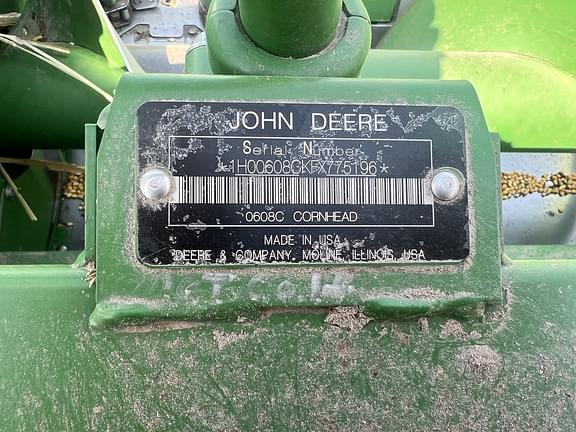 JOHN DEERE
Serial Number
*1H00608CKFX775196*
0608C CORNHEAD
MADE IN USA
DEERE & COMPANY MOLINE, ILLINOIS, USA